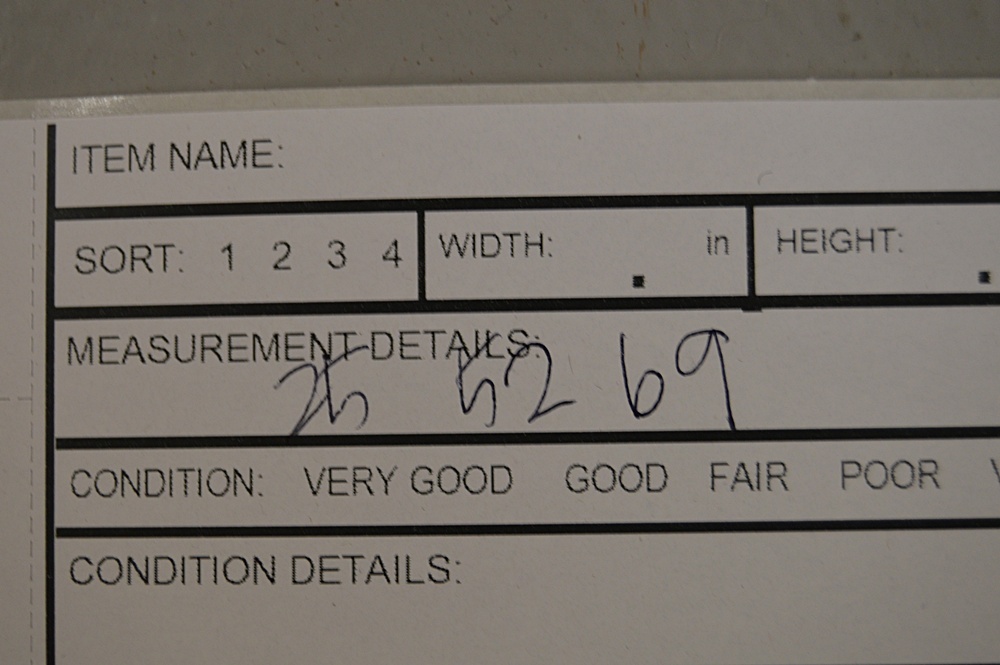 ITEM NAME:
SORT: 1 2 3 4 WIDTH: . in HEIGHT: .
MEASUREMENT DETAILS:
25 52 69
CONDITION: VERY GOOD GOOD FAIR POOR
CONDITION DETAILS: